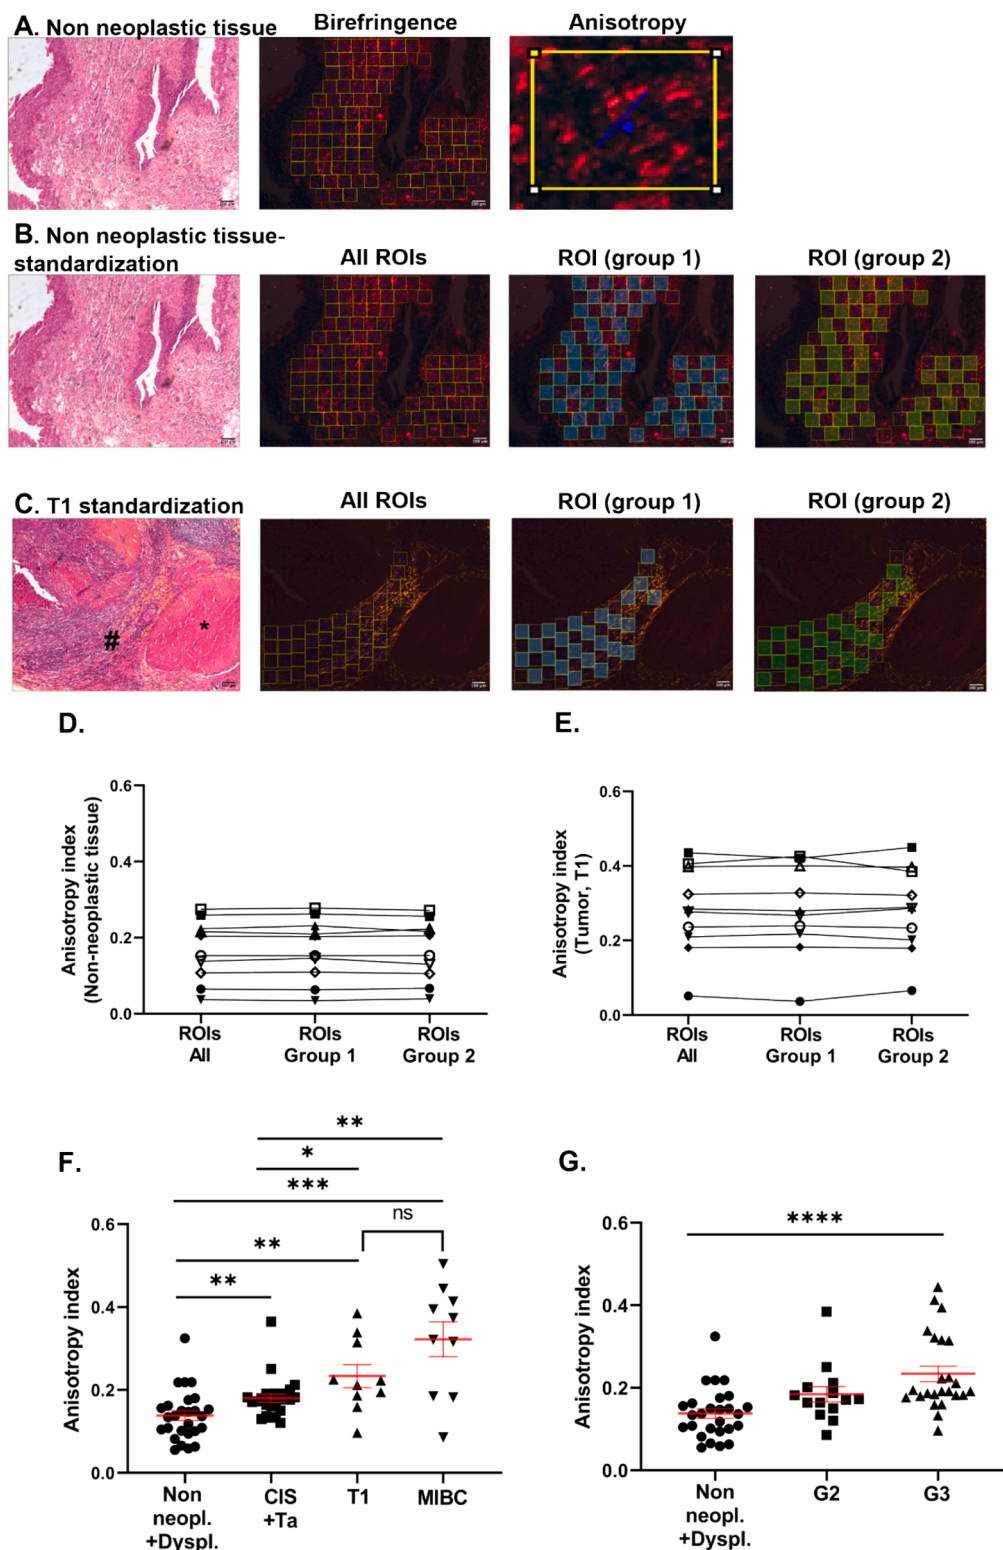 A. Non neoplastic tissue
Birefringence
Anisotropy
B. Non neoplastic tissue-
standardization
All ROIs
ROI (group 1)
ROI (group 2)
C. T1 standardization
All ROIs
ROI (group 1)
ROI (group 2)
#
*
D.
Anisotropy index
(Non-neoplastic tissue)
0.6
0.4
0.2
0.0
ROIs
All
ROIs
Group 1
ROIs
Group 2
E.
Anisotropy index
(Tumor, T1)
0.6
0.4
0.2
0.0
ROIs
All
ROIs
Group 1
ROIs
Group 2
F.
**
*
***
ns
**
**
Anisotropy index
0.6
0.4
0.2
0.0
Non
neopl.
+Dyspl.
CIS
+Ta
T1
MIBC
G.
****
Anisotropy index
0.6
0.4
0.2
0.0
Non
neopl.
+Dyspl.
G2
G3